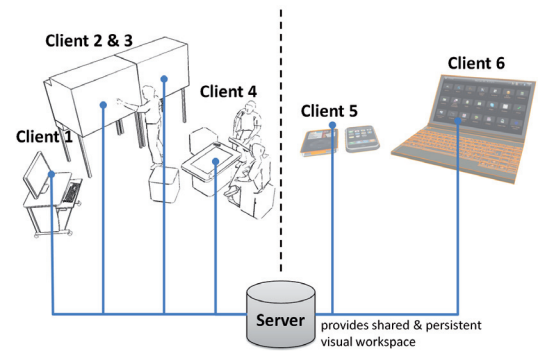 Client 2 & 3
Client 6
Client 4
Client 5
Client 1
Server
provides shared & persistent
visual workspace